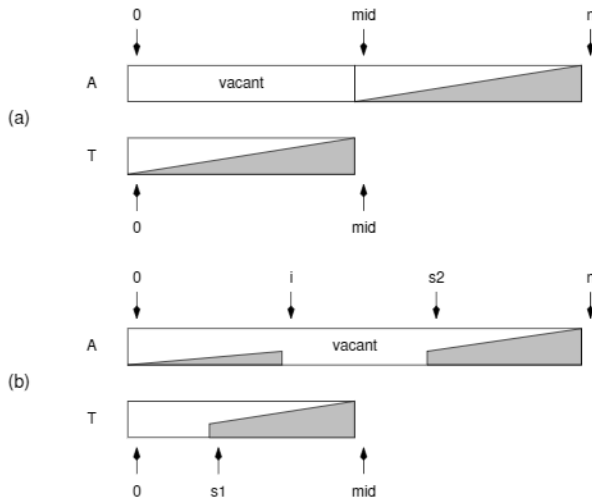 0 mid n
A vacant
(a)
T
0 mid
0 i s2 n
A vacant
(b)
T
0 s1 mid